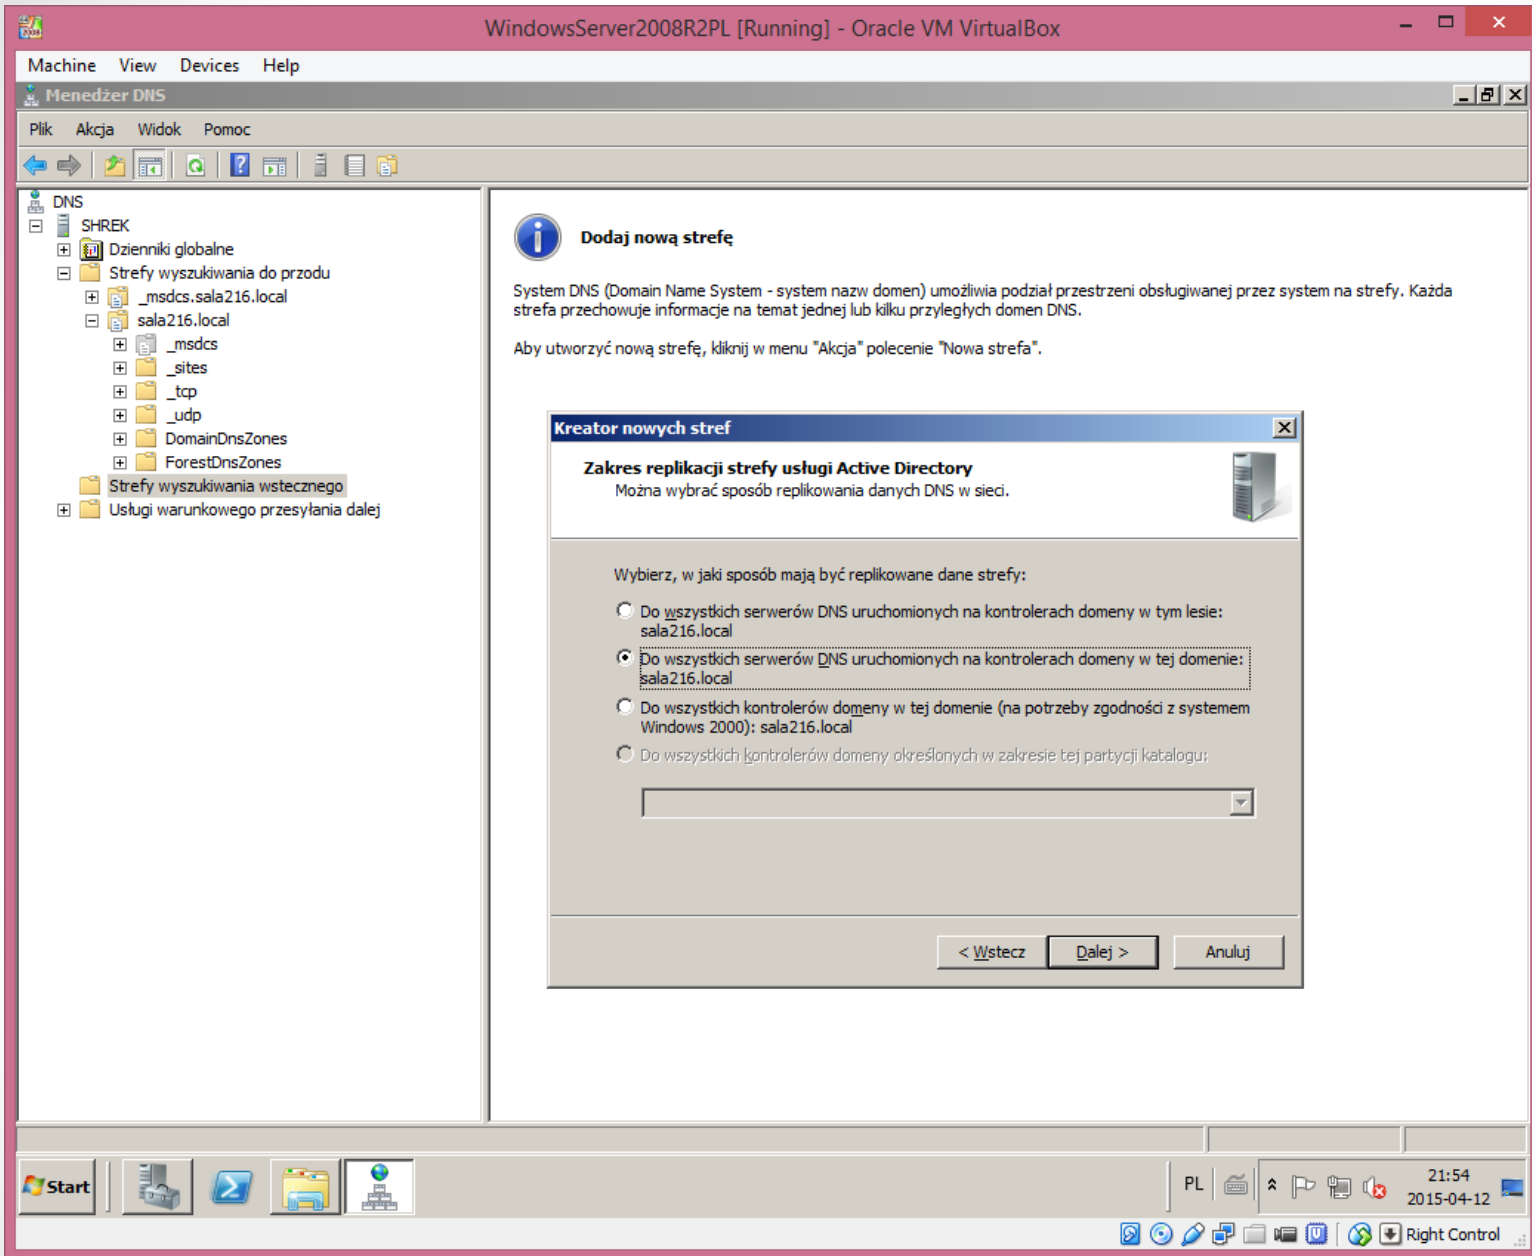 WindowsServer2008R2PL [Running] - Oracle VM VirtualBox
Machine View Devices Help
Menedżer DNS
Plik Akcja Widok Pomoc
DNS
SHREK
Dzienniki globalne
Strefy wyszukiwania do przodu
_msdcs.sala216.local
sala216.local
_msdcs
_sites
_tcp
_udp
DomainDnsZones
ForestDnsZones
Strefy wyszukiwania wstecznego
Usługi warunkowego przesyłania dalej
Dodaj nową strefę
System DNS (Domain Name System - system nazw domen) umożliwia podział przestrzeni obsługiwanej przez system na strefy. Każda
strefa przechowuje informacje na temat jednej lub kilku przyległych domen DNS.
Aby utworzyć nową strefę, kliknij w menu "Akcja" polecenie "Nowa strefa".
Kreator nowych stref
Zakres replikacji strefy usługi Active Directory
Można wybrać sposób replikowania danych DNS w sieci.
Wybierz, w jaki sposób mają być replikowane dane strefy:
Do wszystkich serwerów DNS uruchomionych na kontrolerach domeny w tym lesie:
sala216.local
Do wszystkich serwerów DNS uruchomionych na kontrolerach domeny w tej domenie:
sala216.local
Do wszystkich kontrolerów domeny w tej domenie (na potrzeby zgodności z systemem
Windows 2000): sala216.local
Do wszystkich kontrolerów domeny określonych w zakresie tej partycji katalogu:
< Wstecz
Dalej >
Anuluj
Start
PL
21:54
2015-04-12
Right Control